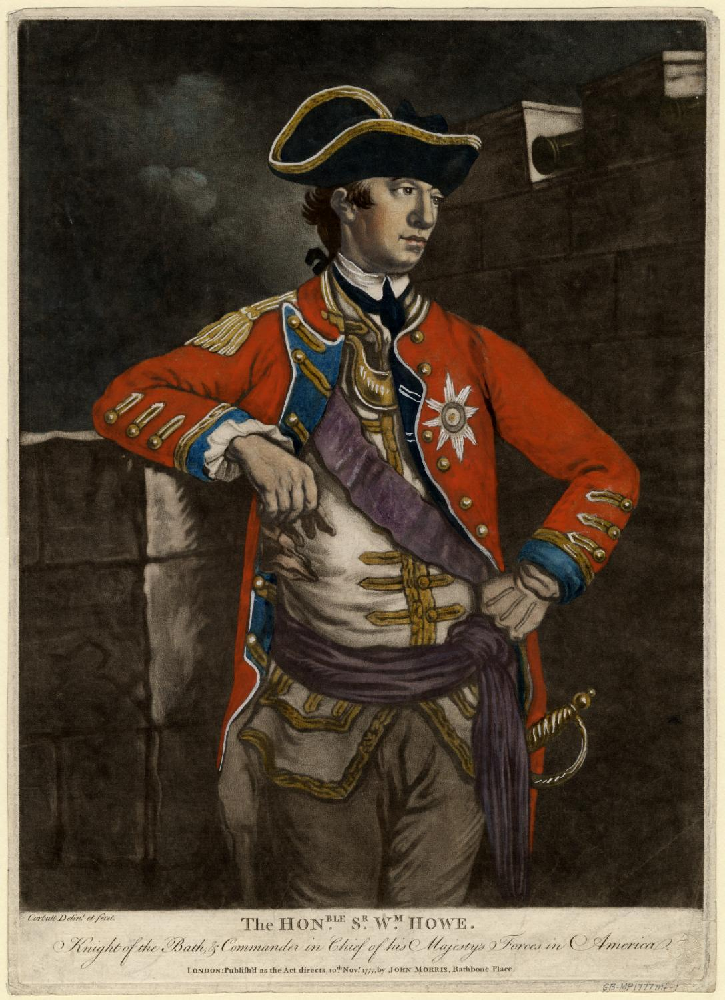 Corbutt Delin.t et fecit.
The HON.BLE S.R W.M HOWE.
Knight of the Bath, & Commander in Chief of his Majestys Forces in America.
LONDON: Publish'd as the Act directs, 10th Nov.r 1777, by JOHN MORRIS, Rathbone Place.
GB-MP1777mf-1